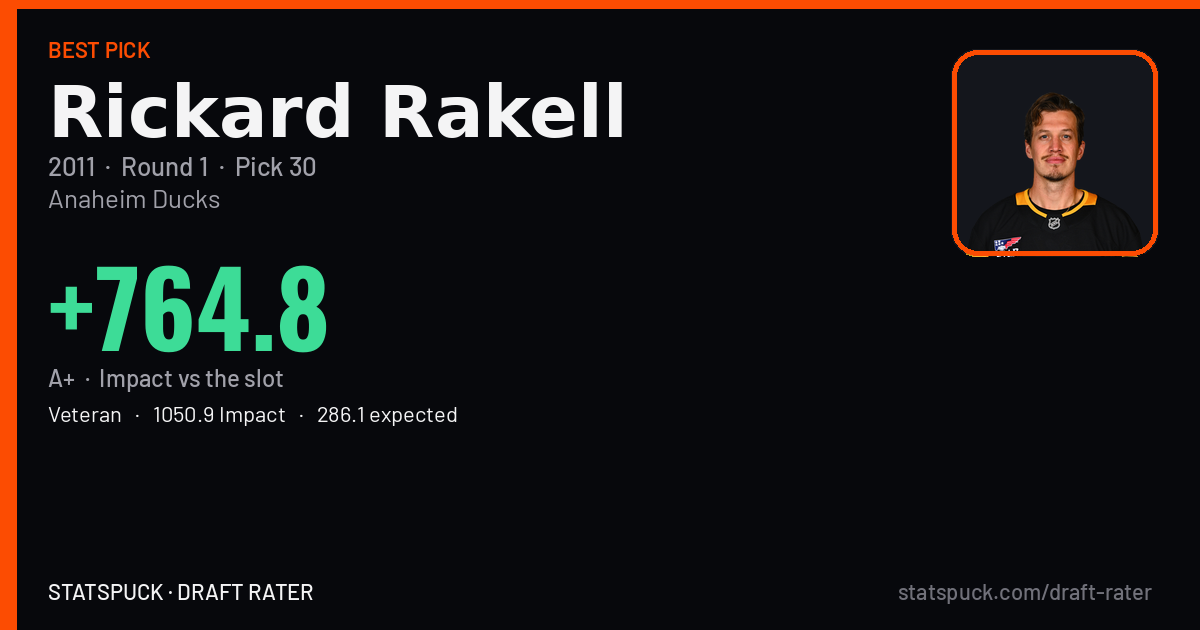 BEST PICK
Rickard Rakell
2011 · Round 1 · Pick 30
Anaheim Ducks
+764.8
A+ · Impact vs the slot
Veteran · 1050.9 Impact · 286.1 expected
STATSPUCK · DRAFT RATER
statspuck.com/draft-rater